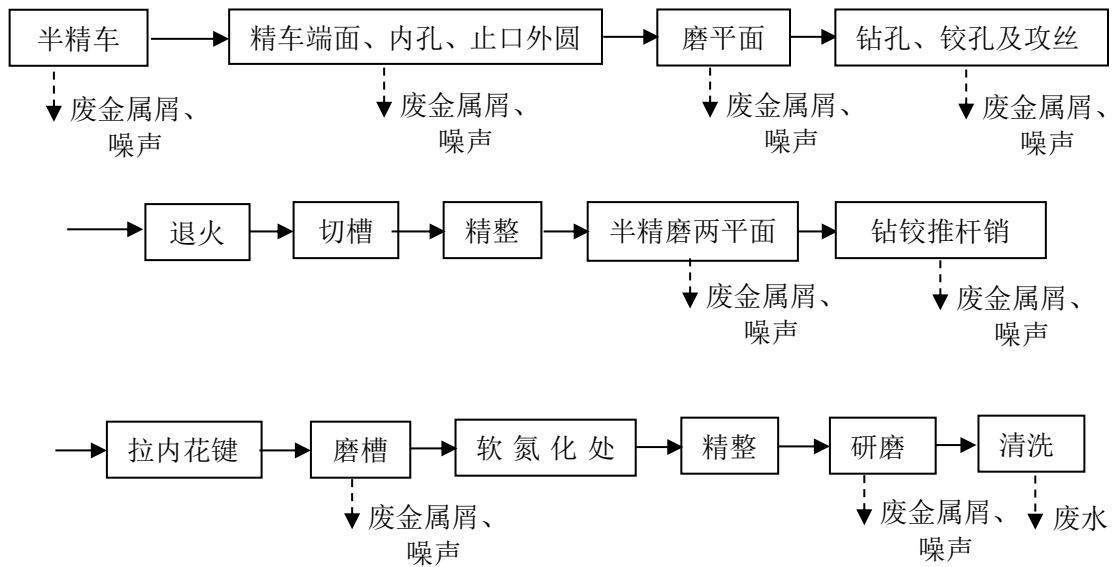 半精车
精车端面、内孔、止口外圆
磨平面
钻孔、铰孔及攻丝
废金属屑、
噪声
废金属屑、
噪声
废金属屑、
噪声
废金属屑、
噪声
退火
切槽
精整
半精磨两平面
钻铰推杆销
废金属屑、
噪声
废金属屑、
噪声
拉内花键
磨槽
软氮化处
精整
研磨
清洗
废金属屑、
噪声
废金属屑、
噪声
废水